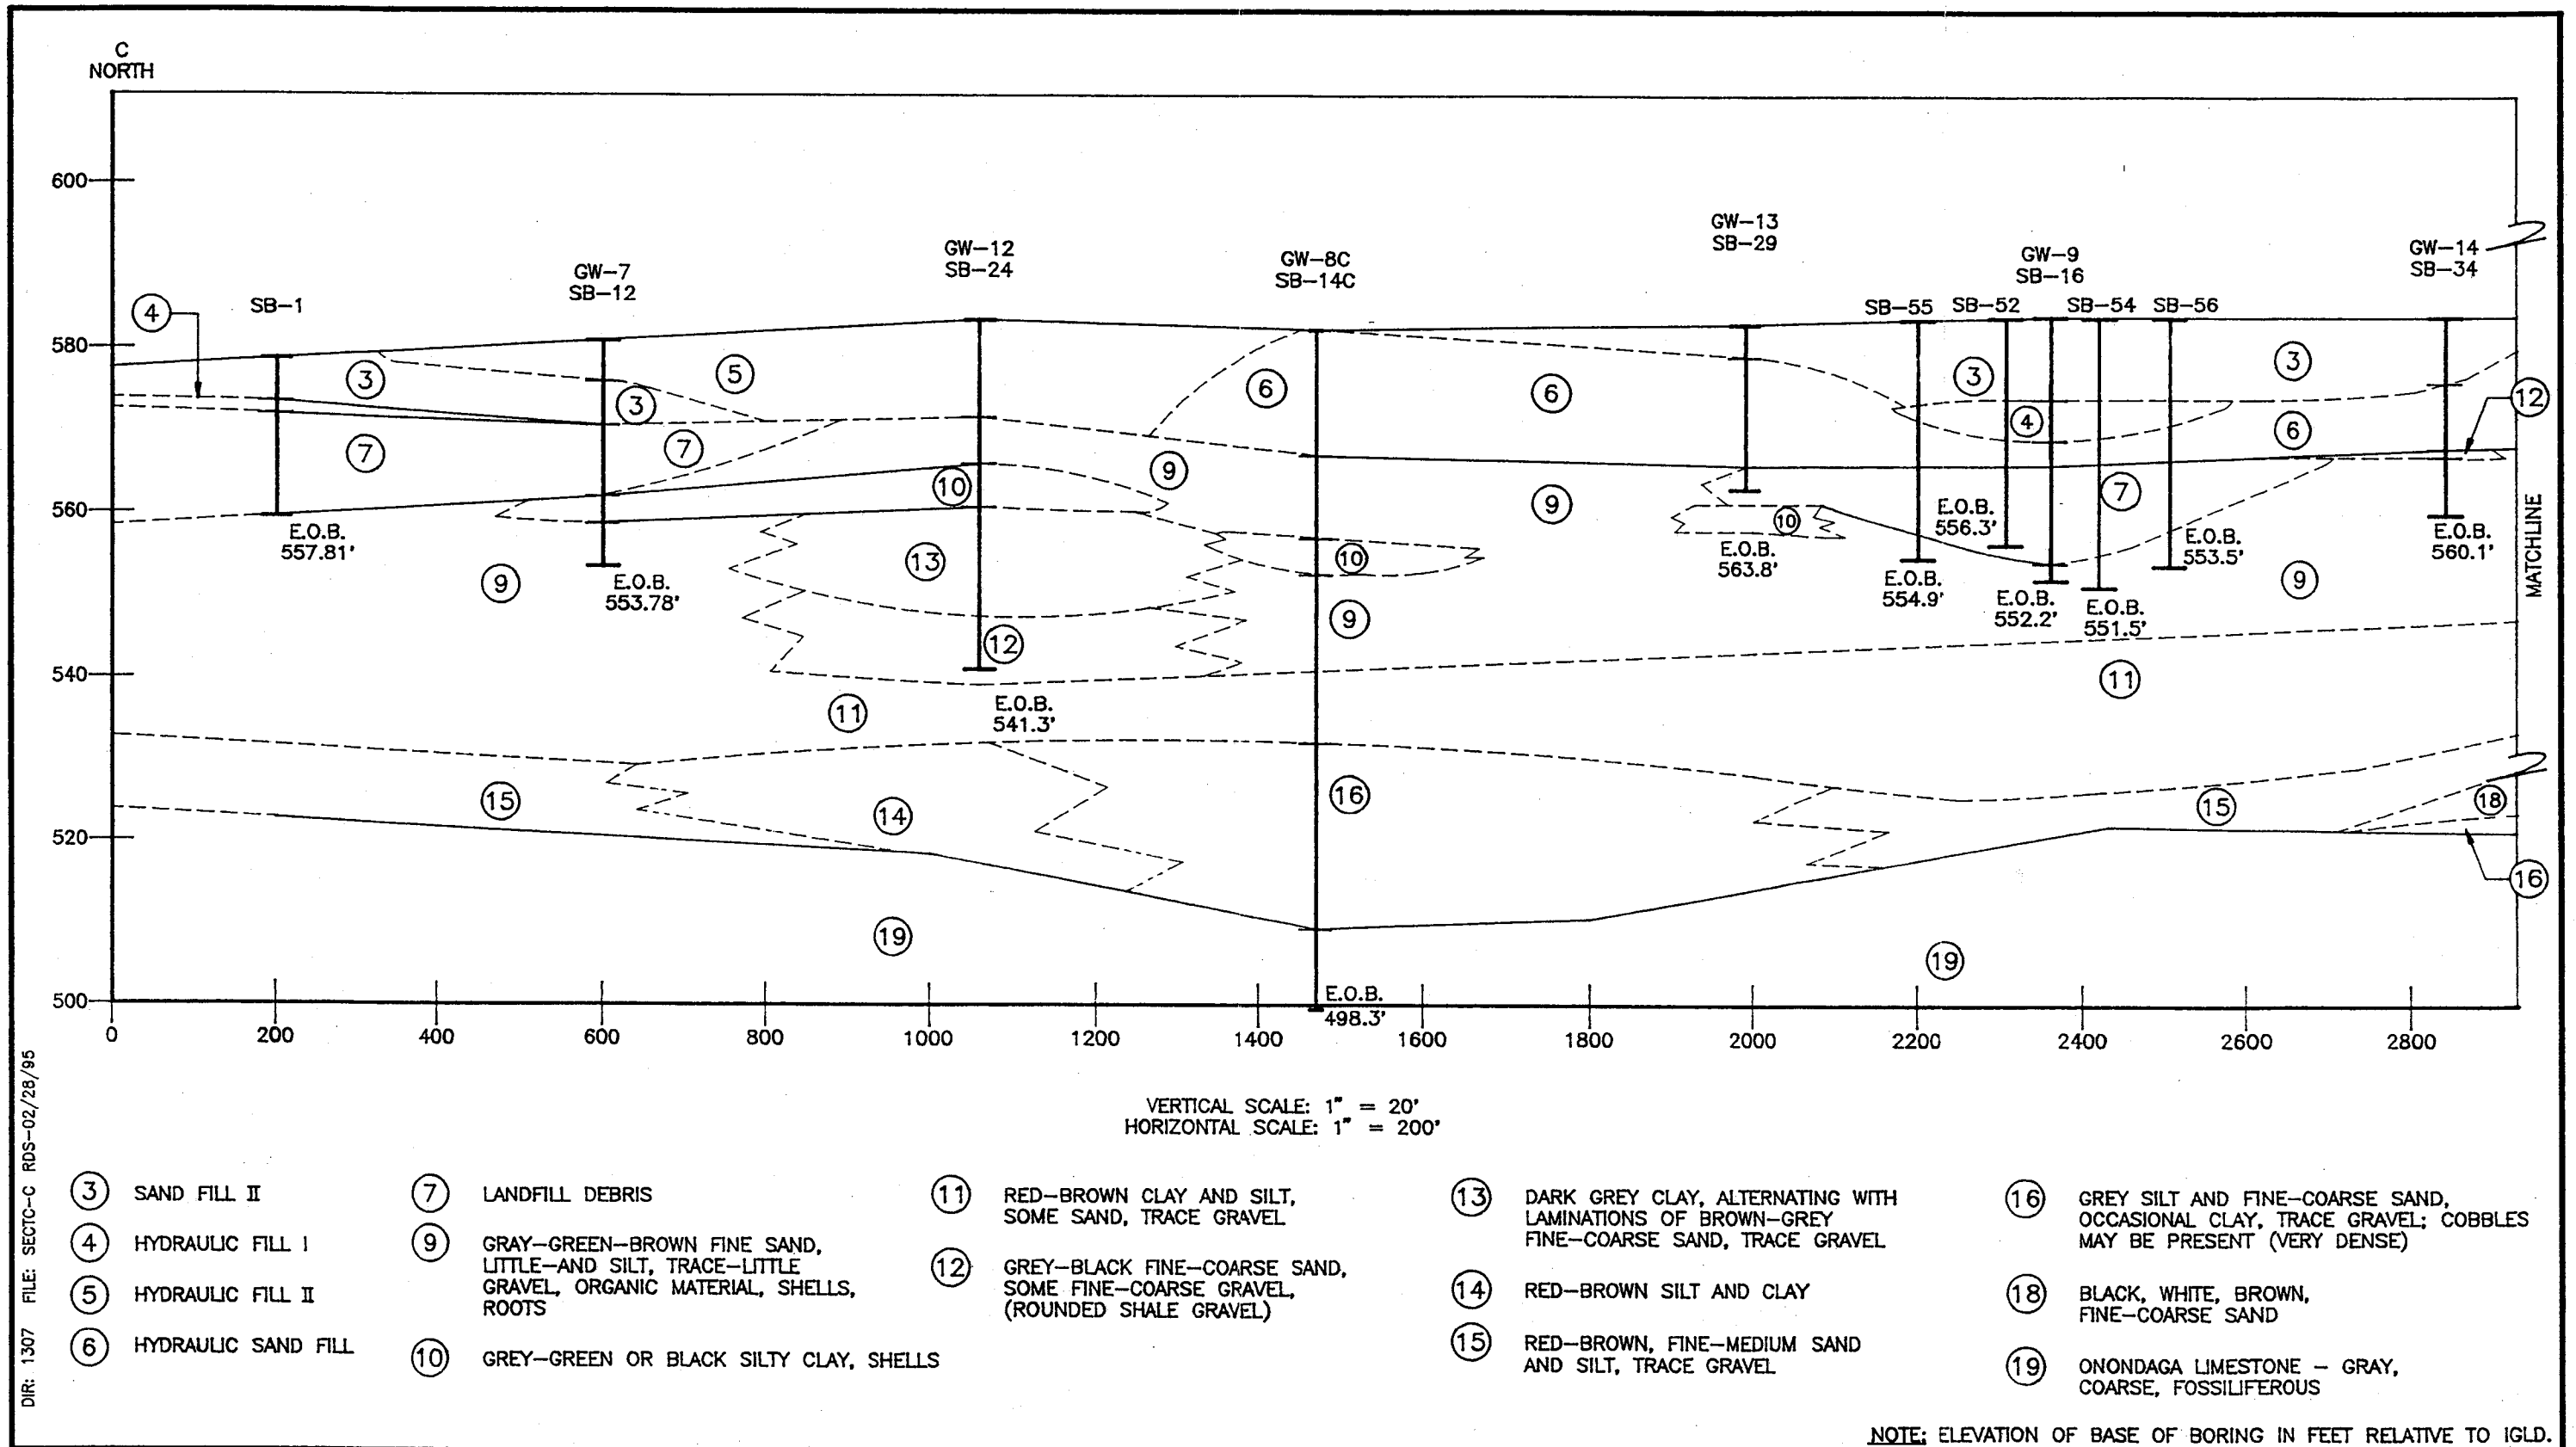 C
NORTH
600
580
560
540
520
500
0
200
400
600
800
1000
1200
1400
1600
1800
2000
2200
2400
2600
2800
SB-1
GW-7
SB-12
GW-12
SB-24
GW-8C
SB-14C
GW-13
SB-29
SB-55
SB-52
GW-9
SB-16
SB-54
SB-56
GW-14
SB-34
4
3
5
3
7
7
10
9
13
12
11
15
14
19
6
9
6
9
10
9
16
10
3
4
7
3
6
12
9
11
15
18
16
19
E.O.B.
557.81'
E.O.B.
553.78'
E.O.B.
541.3'
E.O.B.
498.3'
E.O.B.
563.8'
E.O.B.
554.9'
E.O.B.
556.3'
E.O.B.
552.2'
E.O.B.
551.5'
E.O.B.
553.5'
E.O.B.
560.1'
MATCHLINE
VERTICAL SCALE: 1" = 20'
HORIZONTAL SCALE: 1" = 200'
3 SAND FILL II
4 HYDRAULIC FILL I
5 HYDRAULIC FILL II
6 HYDRAULIC SAND FILL
7 LANDFILL DEBRIS
9 GRAY-GREEN-BROWN FINE SAND,
LITTLE-AND SILT, TRACE-LITTLE
GRAVEL, ORGANIC MATERIAL, SHELLS,
ROOTS
10 GREY-GREEN OR BLACK SILTY CLAY, SHELLS
11 RED-BROWN CLAY AND SILT,
SOME SAND, TRACE GRAVEL
12 GREY-BLACK FINE-COARSE SAND,
SOME FINE-COARSE GRAVEL,
(ROUNDED SHALE GRAVEL)
13 DARK GREY CLAY, ALTERNATING WITH
LAMINATIONS OF BROWN-GREY
FINE-COARSE SAND, TRACE GRAVEL
14 RED-BROWN SILT AND CLAY
15 RED-BROWN, FINE-MEDIUM SAND
AND SILT, TRACE GRAVEL
16 GREY SILT AND FINE-COARSE SAND,
OCCASIONAL CLAY, TRACE GRAVEL; COBBLES
MAY BE PRESENT (VERY DENSE)
18 BLACK, WHITE, BROWN,
FINE-COARSE SAND
19 ONONDAGA LIMESTONE - GRAY,
COARSE, FOSSILIFEROUS
NOTE: ELEVATION OF BASE OF BORING IN FEET RELATIVE TO IGLD.
DIR: 1307 FILE: SECTC-C RDS-02/28/95